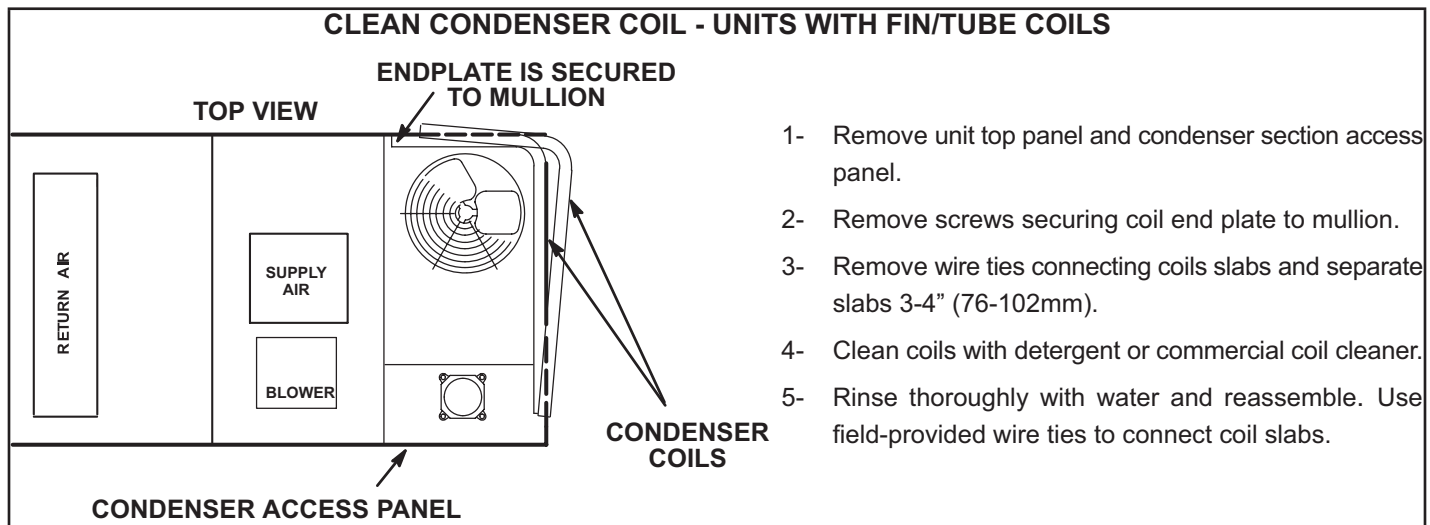 CLEAN CONDENSER COIL - UNITS WITH FIN/TUBE COILS
ENDPLATE IS SECURED
TO MULLION
TOP VIEW
RETURN AIR
SUPPLY
AIR
BLOWER
CONDENSER
COILS
CONDENSER ACCESS PANEL
1- Remove unit top panel and condenser section access
panel.
2- Remove screws securing coil end plate to mullion.
3- Remove wire ties connecting coils slabs and separate
slabs 3-4” (76-102mm).
4- Clean coils with detergent or commercial coil cleaner.
5- Rinse thoroughly with water and reassemble. Use
field-provided wire ties to connect coil slabs.